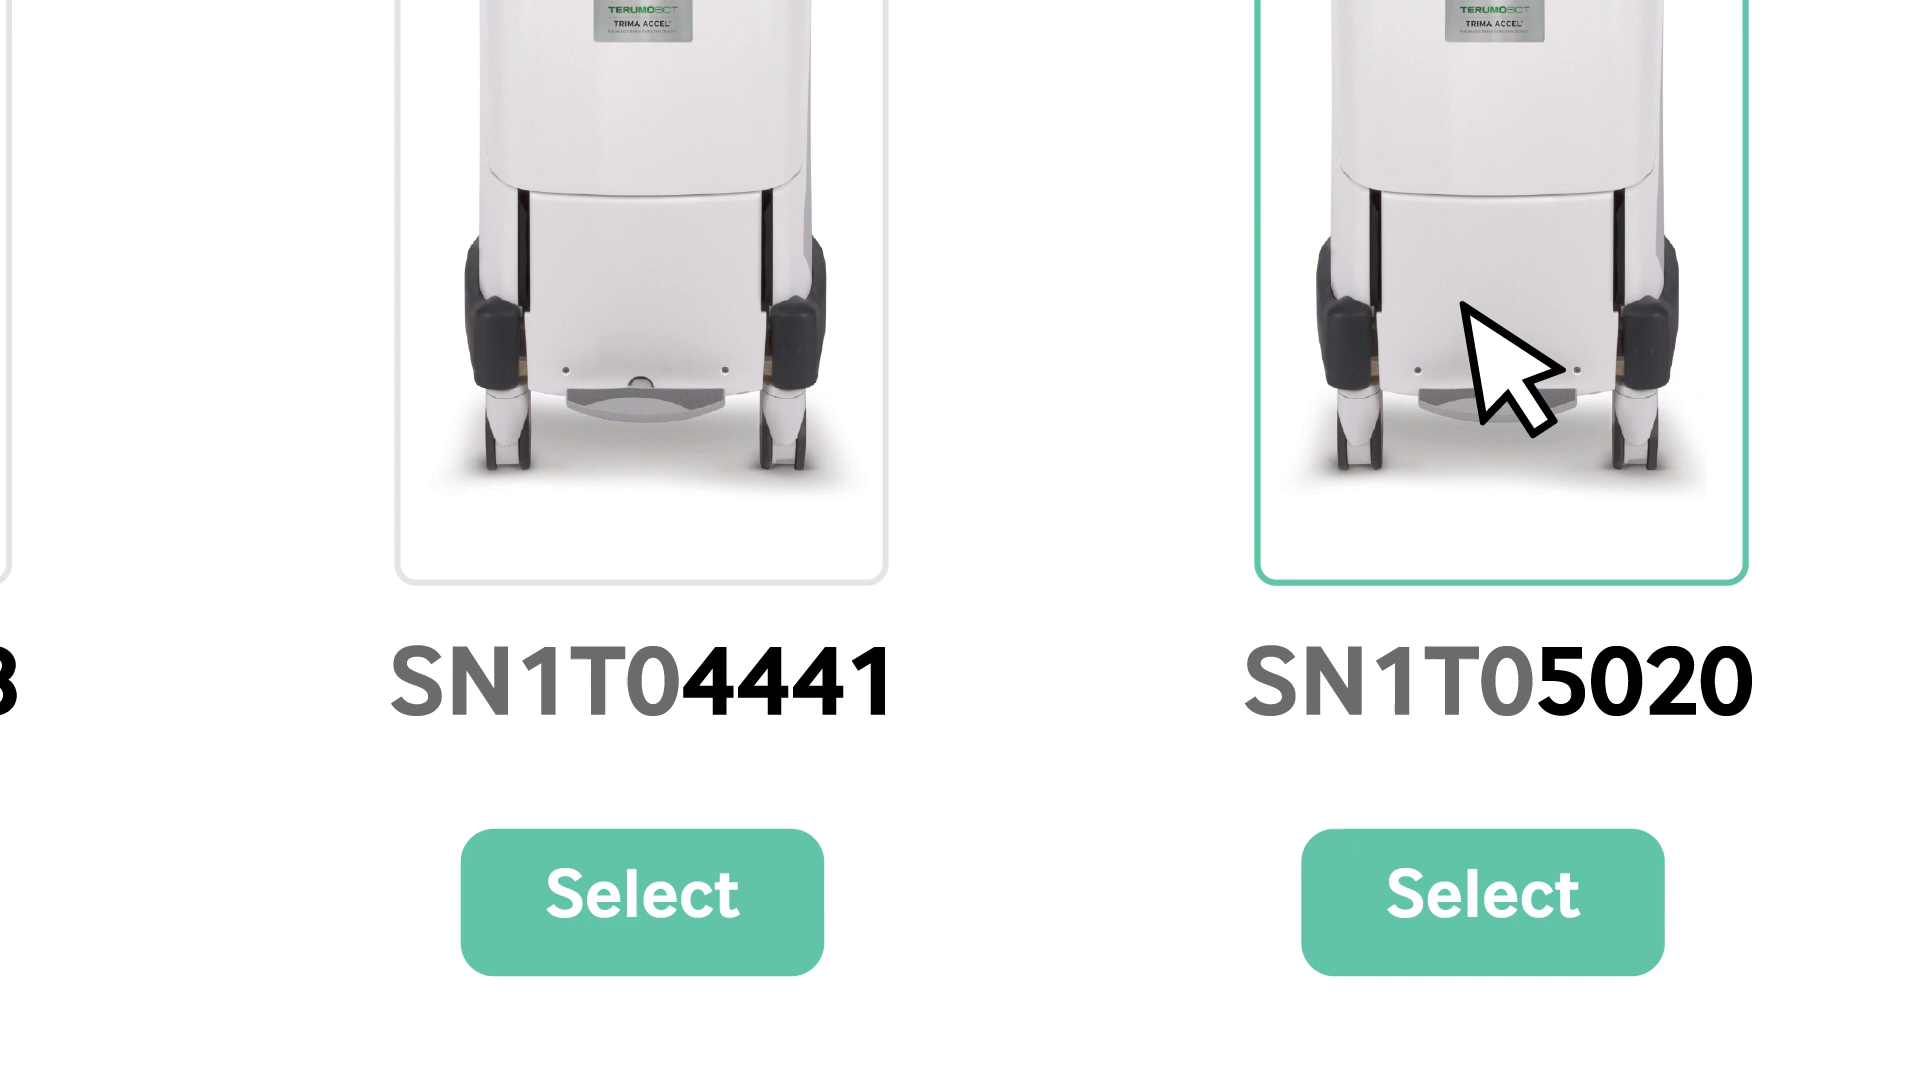 TERUMOBCT
TRIMA ACCEL
TERUMOBCT
TRIMA ACCEL
SN1T04441
SN1T05020
Select
Select